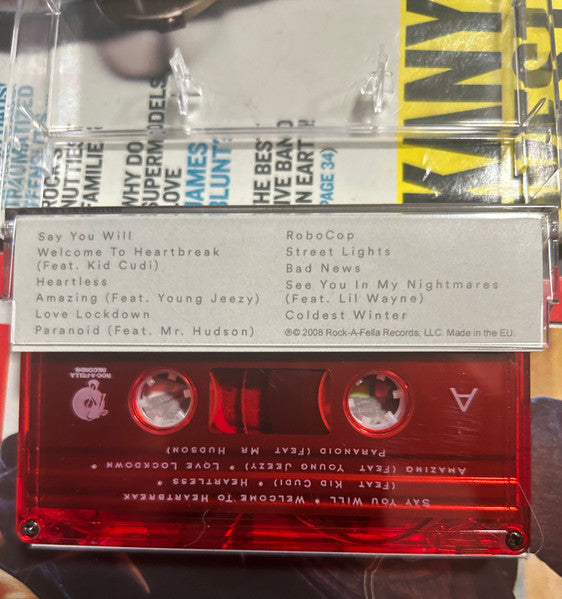 KANY
WHY DO
SUPERMODELS
LOVE
JAMES
BLUNT?
THE BEST
LIVE BAND
ON EARTH!
(PAGE 34)
Say You Will
Welcome To Heartbreak
(Feat. Kid Cudi)
Heartless
Amazing (Feat. Young Jeezy)
Love Lockdown
Paranoid (Feat. Mr. Hudson)
RoboCop
Street Lights
Bad News
See You In My Nightmares
(Feat. Lil Wayne)
Coldest Winter
℗© 2008 Rock-A-Fella Records, LLC. Made in the EU.
ROC-A-FELLA
RECORDS
A
SAY YOU WILL • WELCOME TO HEARTBREAK
(FEAT KID CUDI) • HEARTLESS •
AMAZING (FEAT YOUNG JEEZY) • LOVE LOCKDOWN •
PARANOID (FEAT MR HUDSON)